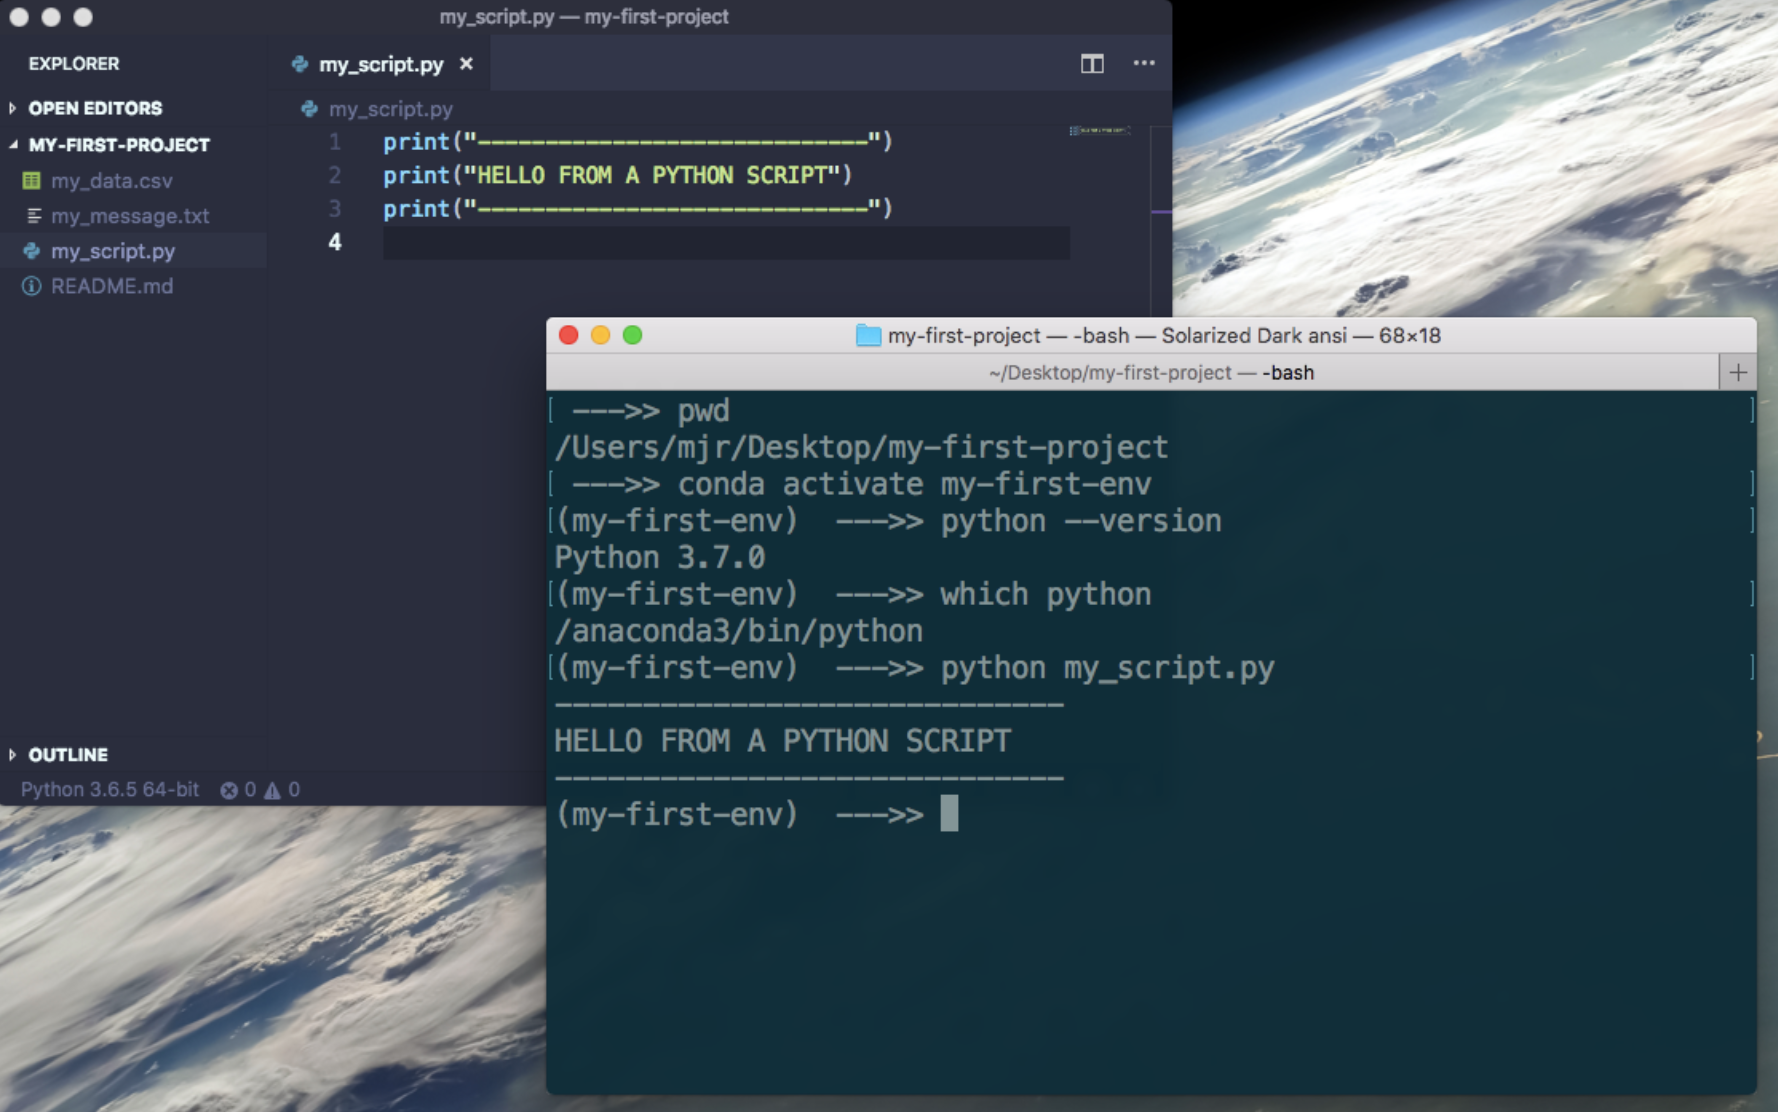 my_script.py — my-first-project
EXPLORER
OPEN EDITORS
MY-FIRST-PROJECT
my_data.csv
my_message.txt
my_script.py
README.md
OUTLINE
Python 3.6.5 64-bit 0 0
my_script.py ×
my_script.py
1 print("-----------------------------")
2 print("HELLO FROM A PYTHON SCRIPT")
3 print("-----------------------------")
4
my-first-project — -bash — Solarized Dark ansi — 68×18
~/Desktop/my-first-project — -bash
[ --->> pwd ]
/Users/mjr/Desktop/my-first-project
[ --->> conda activate my-first-env ]
[(my-first-env) --->> python --version ]
Python 3.7.0
[(my-first-env) --->> which python ]
/anaconda3/bin/python
[(my-first-env) --->> python my_script.py ]
-----------------------------
HELLO FROM A PYTHON SCRIPT
-----------------------------
(my-first-env) --->>